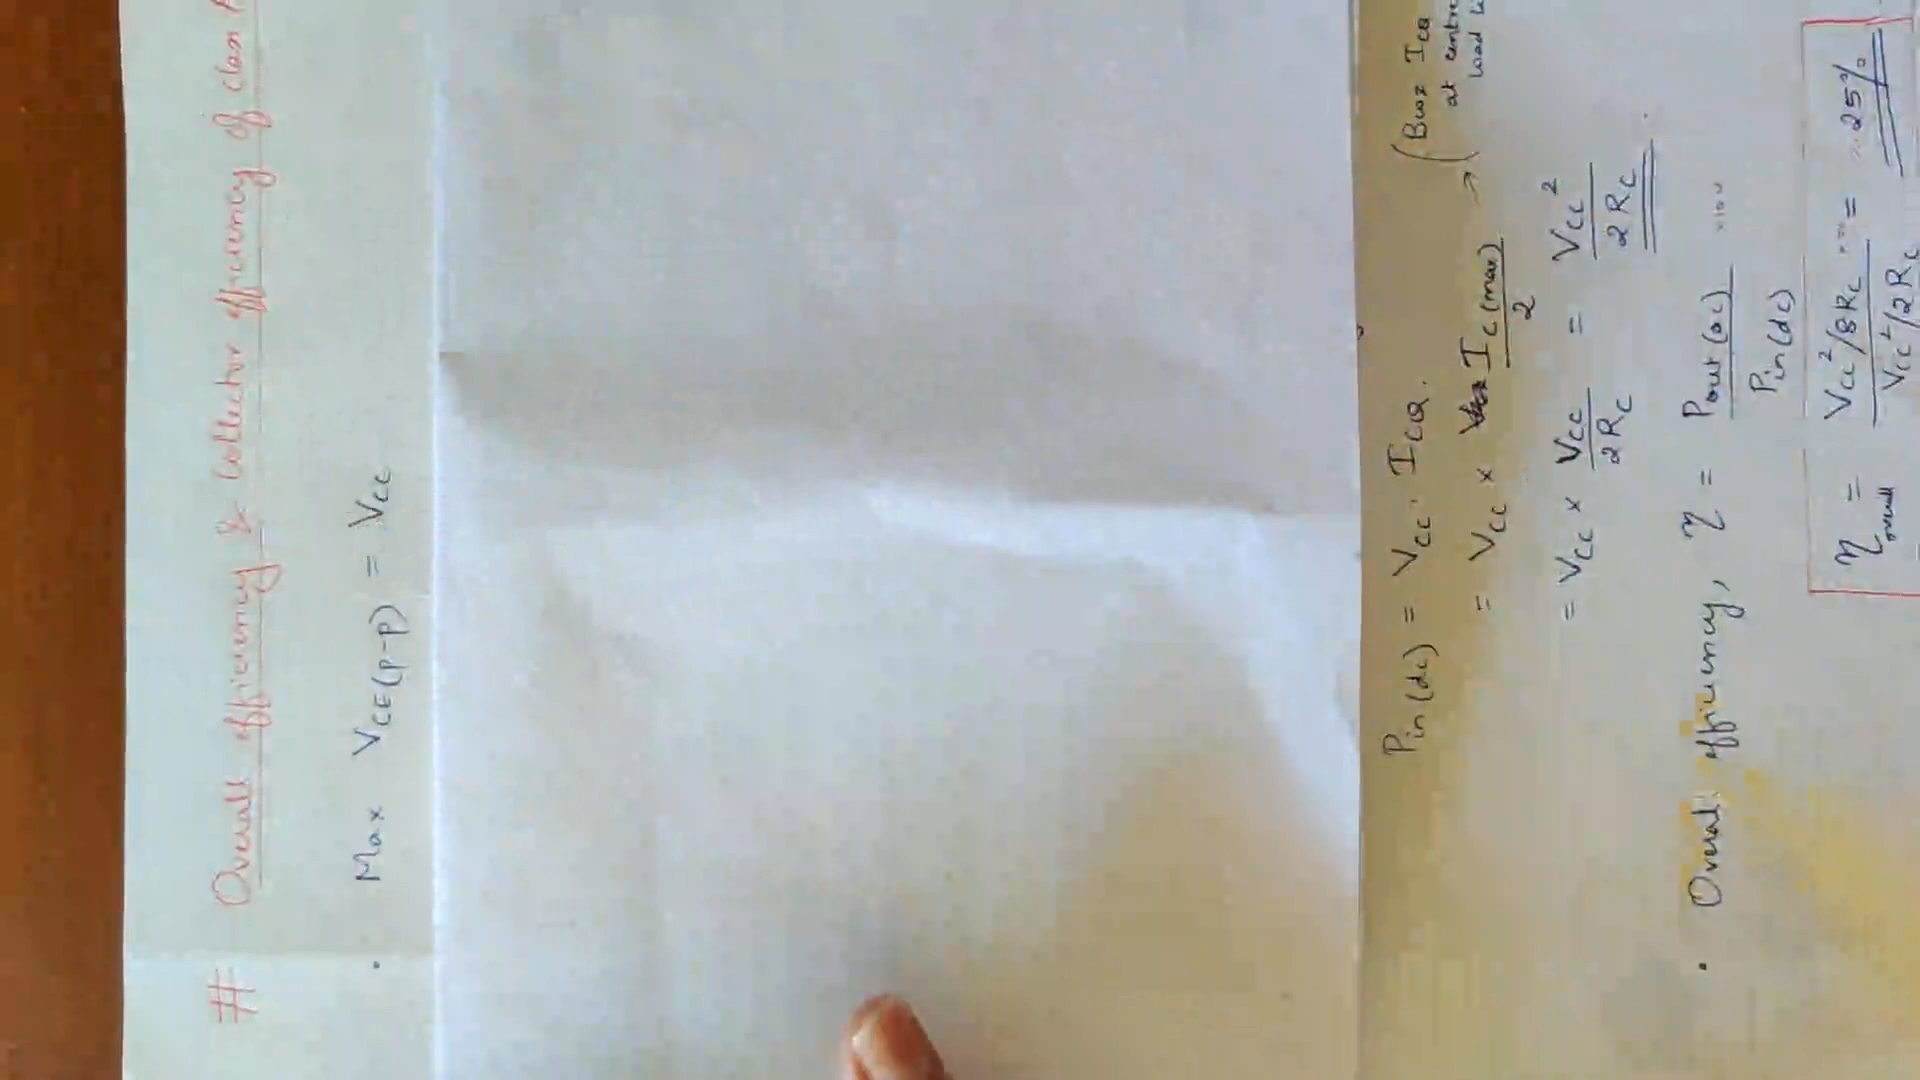 # Overall efficiency & Collector efficiency of class
• Max VCE(p-p) = VCC
Pin(dc) = VCC . ICQ.
= VCC x IC(max)/2 → (Buoz ICQ
at centre
load
= VCC x VCC/2RC = VCC²/2RC
• Overall efficiency, η = Pout(ac)/Pin(dc) x100
ηoverall = VCC²/8RC / VCC²/2RC = 25%